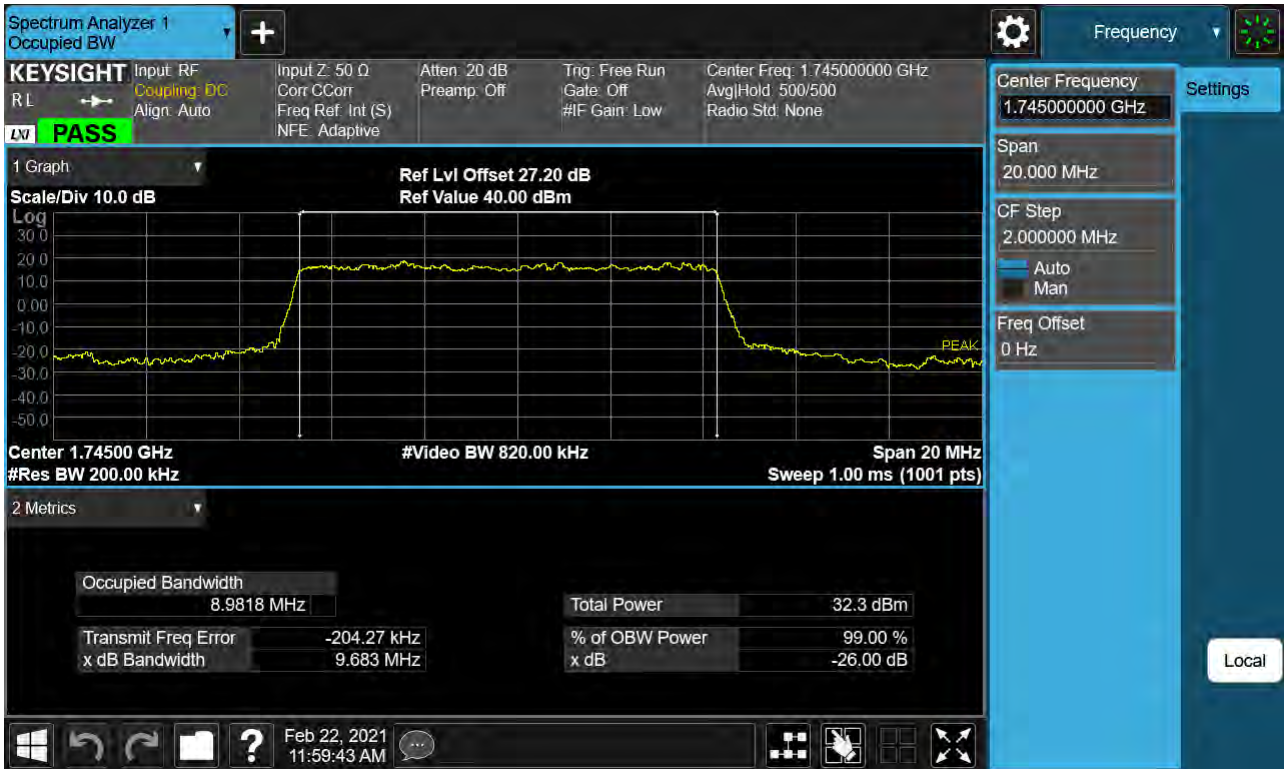 Spectrum Analyzer 1
Occupied BW
+
Frequency
KEYSIGHT
R L
LXI PASS
Input: RF
Coupling: DC
Align: Auto
Input Z: 50 Ω
Corr CCorr
Freq Ref: Int (S)
NFE: Adaptive
Atten: 20 dB
Preamp: Off
Trig: Free Run
Gate: Off
#IF Gain: Low
Center Freq: 1.745000000 GHz
Avg|Hold: 500/500
Radio Std: None
Center Frequency
1.745000000 GHz
Settings
Span
20.000 MHz
CF Step
2.000000 MHz
Auto
Man
Freq Offset
0 Hz
Local
1 Graph
Scale/Div 10.0 dB
Ref Lvl Offset 27.20 dB
Ref Value 40.00 dBm
Log
30.0
20.0
10.0
0.00
-10.0
-20.0
-30.0
-40.0
-50.0
PEAK
Center 1.74500 GHz
#Video BW 820.00 kHz
Span 20 MHz
#Res BW 200.00 kHz
Sweep 1.00 ms (1001 pts)
2 Metrics
Occupied Bandwidth
8.9818 MHz
Total Power 32.3 dBm
Transmit Freq Error -204.27 kHz
% of OBW Power 99.00 %
x dB Bandwidth 9.683 MHz
x dB -26.00 dB
?
Feb 22, 2021
11:59:43 AM